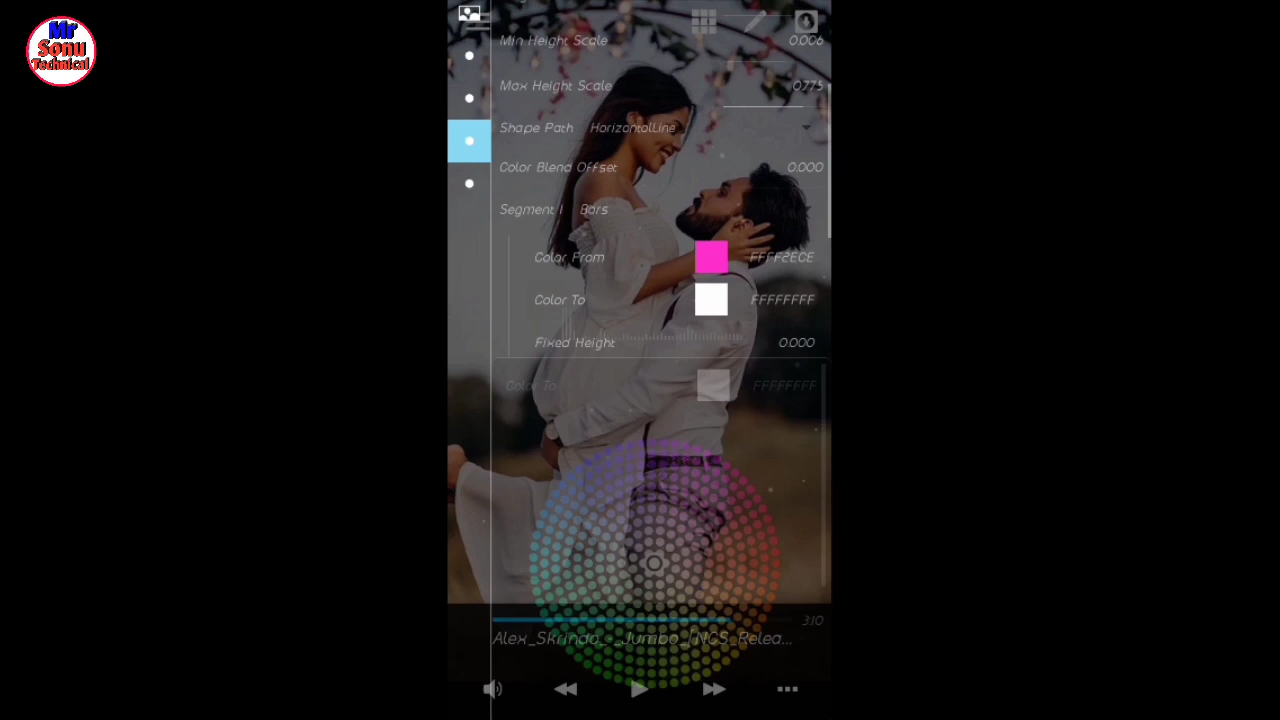 Mr
Sonu
Technical
Min Height Scale 0.006
Max Height Scale 0.775
Shape Path HorizontalLine
Color Blend Offset 0.000
Segment 1 Bars
Color From FFFF2ECE
Color To FFFFFFFF
Fixed Height 0.000
Color To FFFFFFFF
3:10
Alex_Skrindo_-_Jumbo_[NCS_Relea...